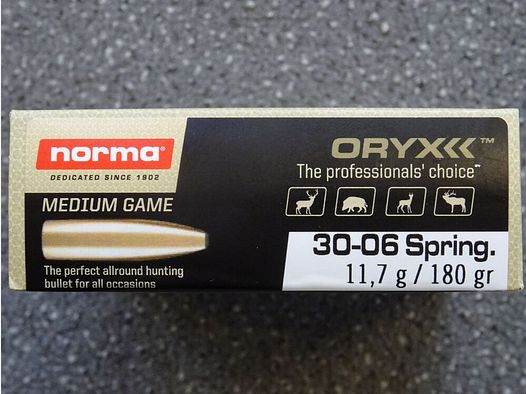 norma®
DEDICATED SINCE 1902
MEDIUM GAME
The perfect allround hunting
bullet for all occasions
ORYX™
The professionals' choice™
30-06 Spring.
11,7 g / 180 gr